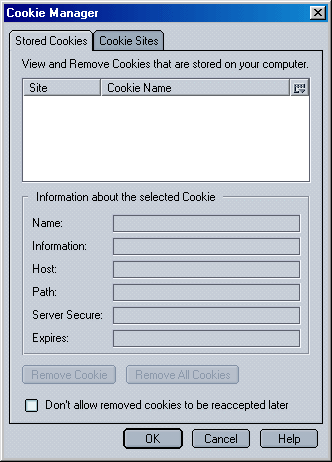 Cookie Manager
Stored Cookies
Cookie Sites
View and Remove Cookies that are stored on your computer.
Site
Cookie Name
Information about the selected Cookie
Name:
Information:
Host:
Path:
Server Secure:
Expires:
Remove Cookie
Remove All Cookies
Don't allow removed cookies to be reaccepted later
OK
Cancel
Help